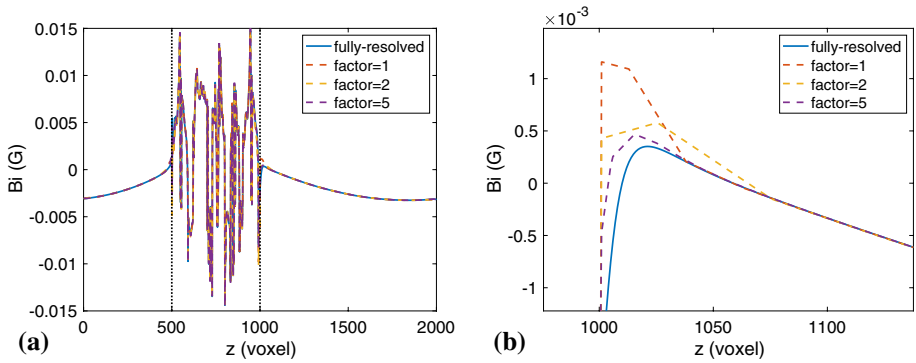 0.015
0.01
0.005
0
-0.005
-0.01
-0.015
Bi (G)
0
500
1000
1500
2000
z (voxel)
fully-resolved
factor=1
factor=2
factor=5
(a)
×10-3
1
0.5
0
-0.5
-1
Bi (G)
1000
1050
1100
z (voxel)
fully-resolved
factor=1
factor=2
factor=5
(b)